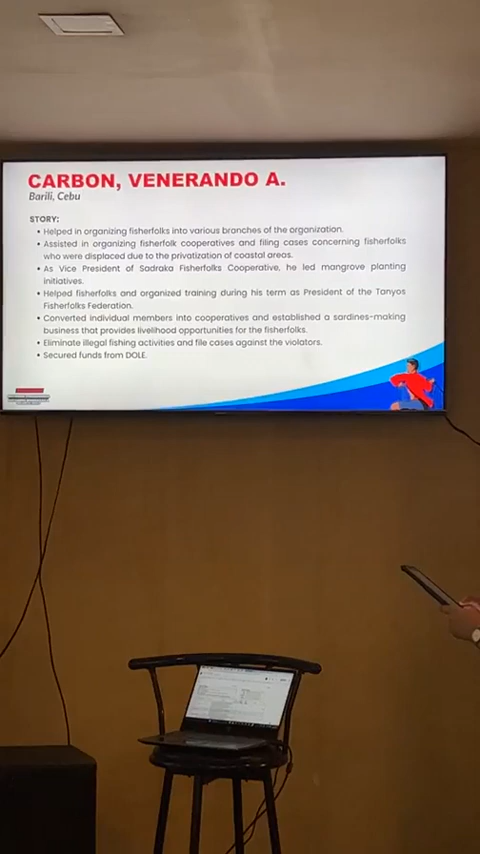 CARBON, VENERANDO A.
Barili, Cebu
STORY:
• Helped in organizing fisherfolks into various branches of the organization.
• Assisted in organizing fisherfolk cooperatives and filing cases concerning fisherfolks
who were displaced due to the privatization of coastal areas.
• As Vice President of Sadraka Fisherfolks Cooperative, he led mangrove planting
initiatives.
• Helped fisherfolks and organized training during his term as President of the Tanyos
Fisherfolks Federation.
• Converted individual members into cooperatives and established a sardines-making
business that provides livelihood opportunities for the fisherfolks.
• Eliminate illegal fishing activities and file cases against the violators.
• Secured funds from DOLE.